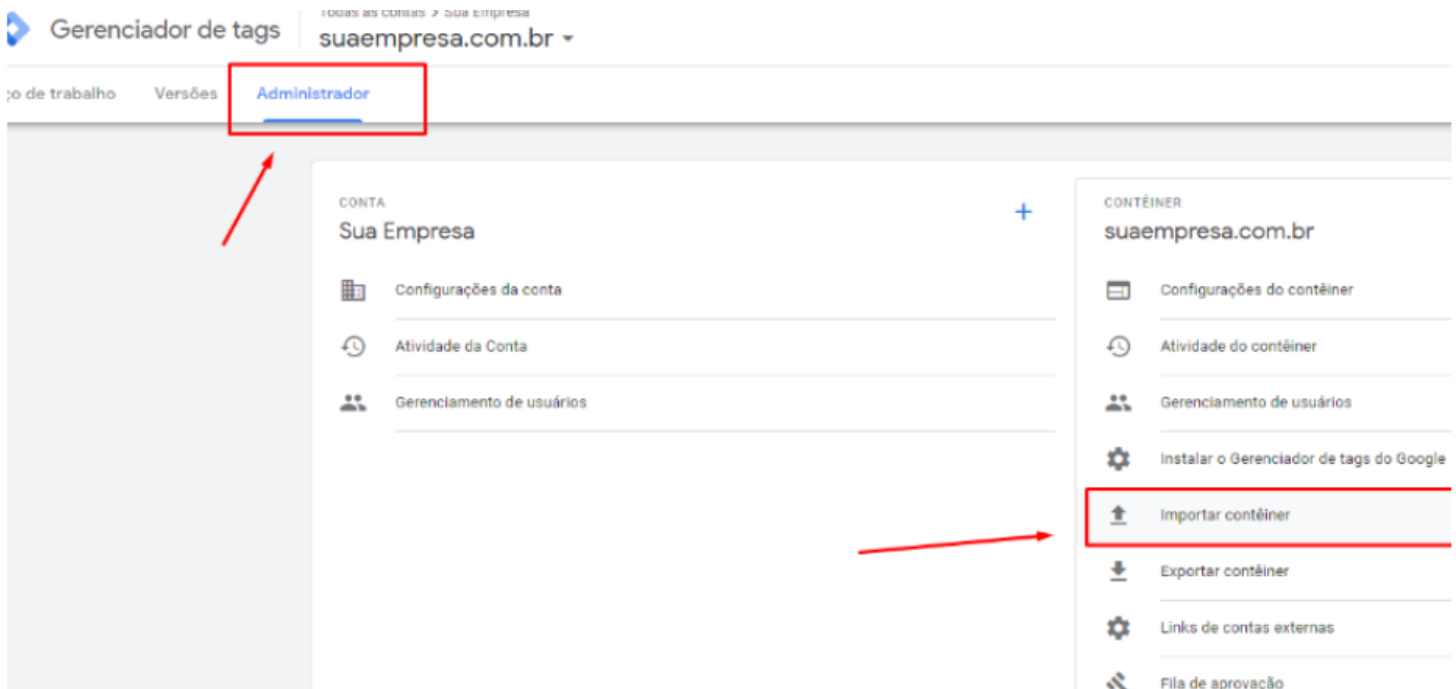 Todas as contas > Sua Empresa
Gerenciador de tags
suaempresa.com.br
ço de trabalho
Versões
Administrador
CONTA
Sua Empresa
+
Configurações da conta
Atividade da Conta
Gerenciamento de usuários
CONTÊINER
suaempresa.com.br
Configurações do contêiner
Atividade do contêiner
Gerenciamento de usuários
Instalar o Gerenciador de tags do Google
Importar contêiner
Exportar contêiner
Links de contas externas
Fila de aprovação